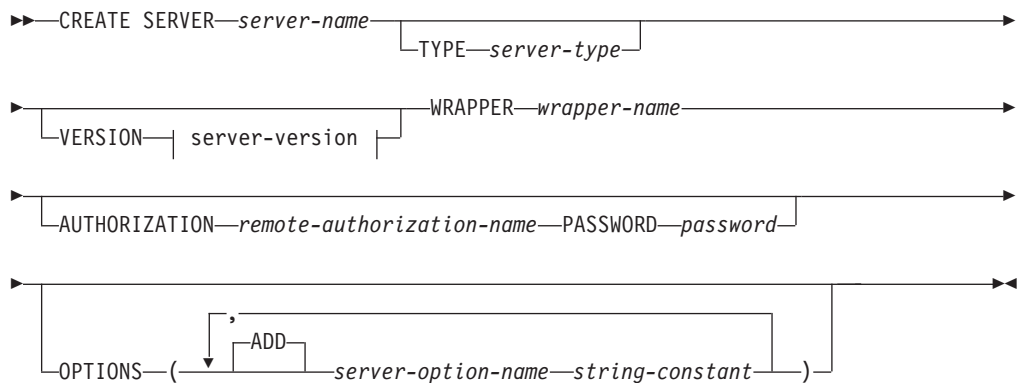 CREATE SERVER server-name
TYPE server-type
WRAPPER wrapper-name
VERSION server-version
AUTHORIZATION remote-authorization-name PASSWORD password
,
ADD
OPTIONS ( server-option-name string-constant )